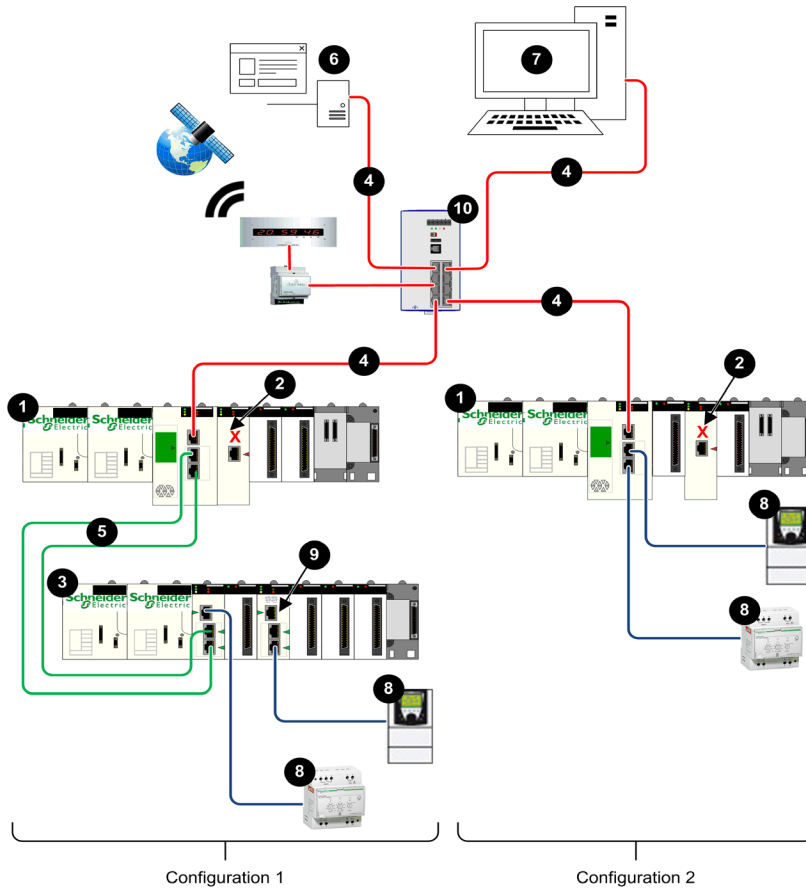 6
7
4
4
10
20 59 46
4
4
2
2
1
Schneider
Electric
Schneider
Electric
X
1
Schneider
Electric
Schneider
Electric
X
5
8
9
3
Schneider
Electric
Schneider
Electric
8
8
8
Configuration 1
Configuration 2